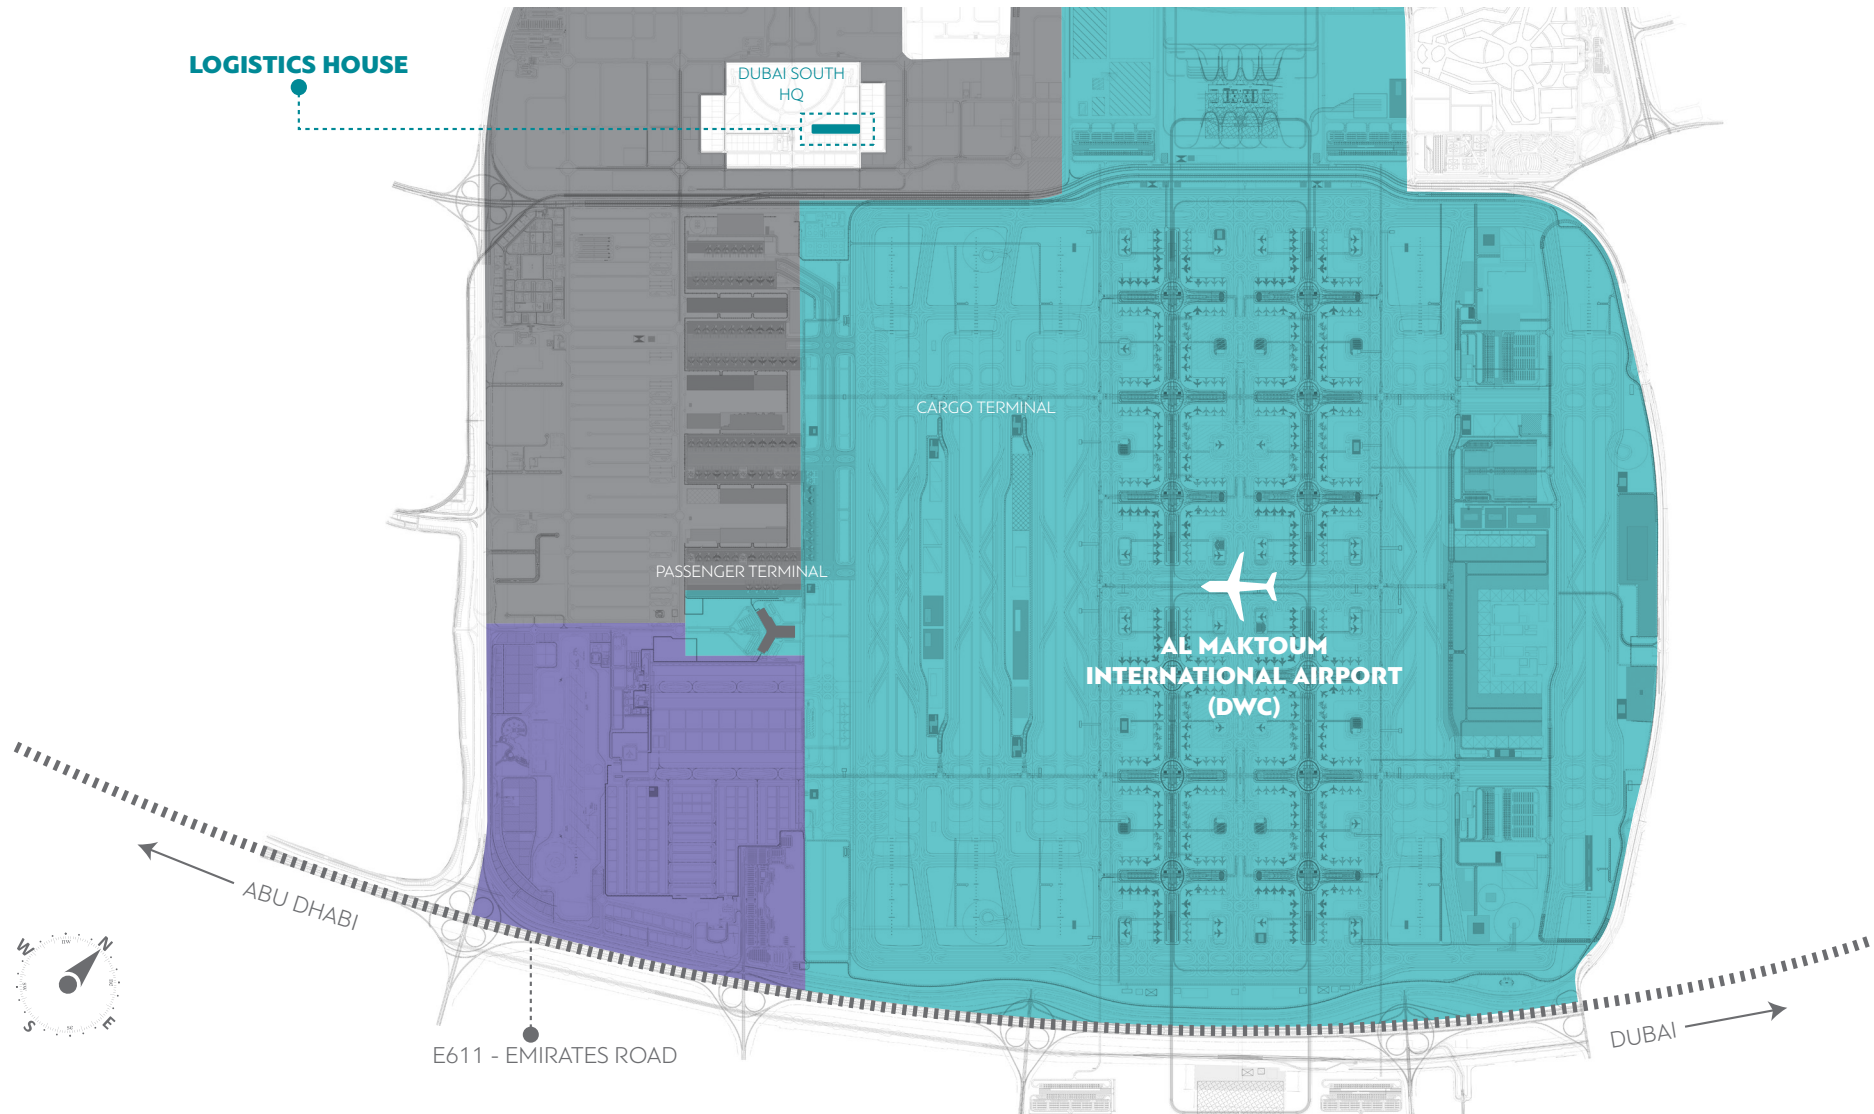 LOGISTICS HOUSE
DUBAI SOUTH
HQ
CARGO TERMINAL
PASSENGER TERMINAL
AL MAKTOUM
INTERNATIONAL AIRPORT
(DWC)
ABU DHABI
N
W
S
E
E611 - EMIRATES ROAD
DUBAI